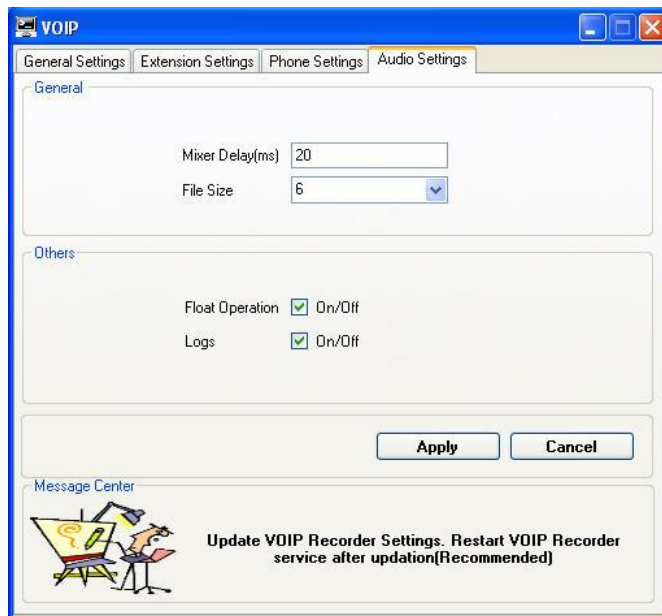 VOIP
General Settings Extension Settings Phone Settings Audio Settings
General
Mixer Delay(ms) 20
File Size 6
Others
Float Operation On/Off
Logs On/Off
Apply Cancel
Message Center
Update VOIP Recorder Settings. Restart VOIP Recorder
service after updation(Recommended)